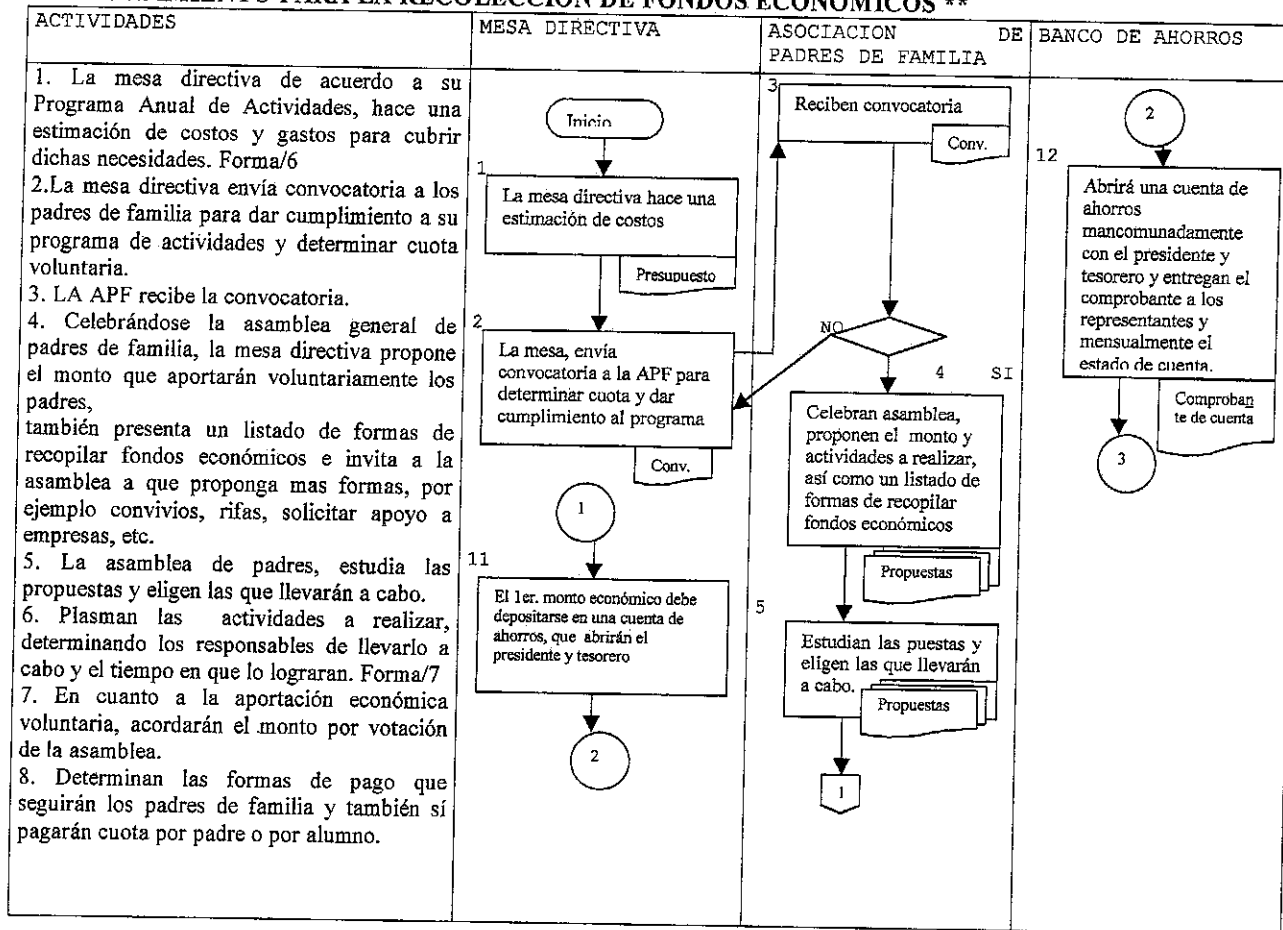 PARA LA RECOLECCIÓN DE FONDOS ECONÓMICOS **
ACTIVIDADES
1. La mesa directiva de acuerdo a su
Programa Anual de Actividades, hace una
estimación de costos y gastos para cubrir
dichas necesidades. Forma/6
2.La mesa directiva envía convocatoria a los
padres de familia para dar cumplimiento a su
programa de actividades y determinar cuota
voluntaria.
3. LA APF recibe la convocatoria.
4. Celebrándose la asamblea general de
padres de familia, la mesa directiva propone
el monto que aportarán voluntariamente los
padres,
también presenta un listado de formas de
recopilar fondos económicos e invita a la
asamblea a que proponga mas formas, por
ejemplo convivios, rifas, solicitar apoyo a
empresas, etc.
5. La asamblea de padres, estudia las
propuestas y eligen las que llevarán a cabo.
6. Plasman las actividades a realizar,
determinando los responsables de llevarlo a
cabo y el tiempo en que lo lograran. Forma/7
7. En cuanto a la aportación económica
voluntaria, acordarán el monto por votación
de la asamblea.
8. Determinan las formas de pago que
seguirán los padres de familia y también sí
pagarán cuota por padre o por alumno.
MESA DIRECTIVA
Inicio
1
La mesa directiva hace una
estimación de costos
Presupuesto
2
La mesa, envía
convocatoria a la APF para
determinar cuota y dar
cumplimiento al programa
Conv.
1
11
El 1er. monto económico debe
depositarse en una cuenta de
ahorros, que abrirán el
presidente y tesorero
2
ASOCIACION DE
PADRES DE FAMILIA
3
Reciben convocatoria
Conv.
NO
4 SI
Celebran asamblea,
proponen el monto y
actividades a realizar,
así como un listado de
formas de recopilar
fondos económicos
Propuestas
5
Estudian las puestas y
eligen las que llevarán
a cabo.
Propuestas
1
BANCO DE AHORROS
2
12
Abrirá una cuenta de
ahorros
mancomunadamente
con el presidente y
tesorero y entregan el
comprobante a los
representantes y
mensualmente el
estado de cuenta.
Comproban
te de cuenta
3